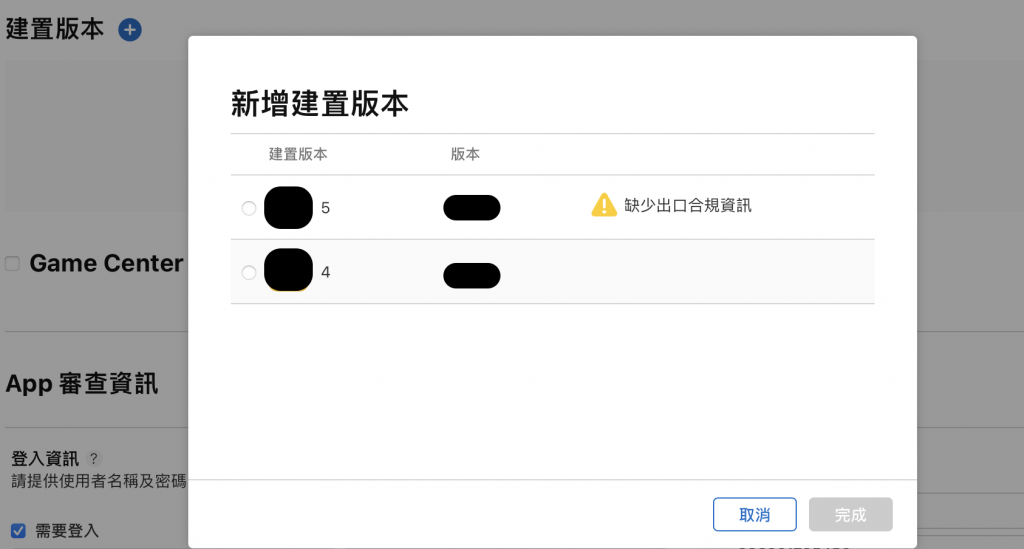 建置版本
新增建置版本
建置版本 版本
5 缺少出口合規資訊
4
Game Center
App 審查資訊
登入資訊 ?
請提供使用者名稱及密碼
需要登入
取消 完成